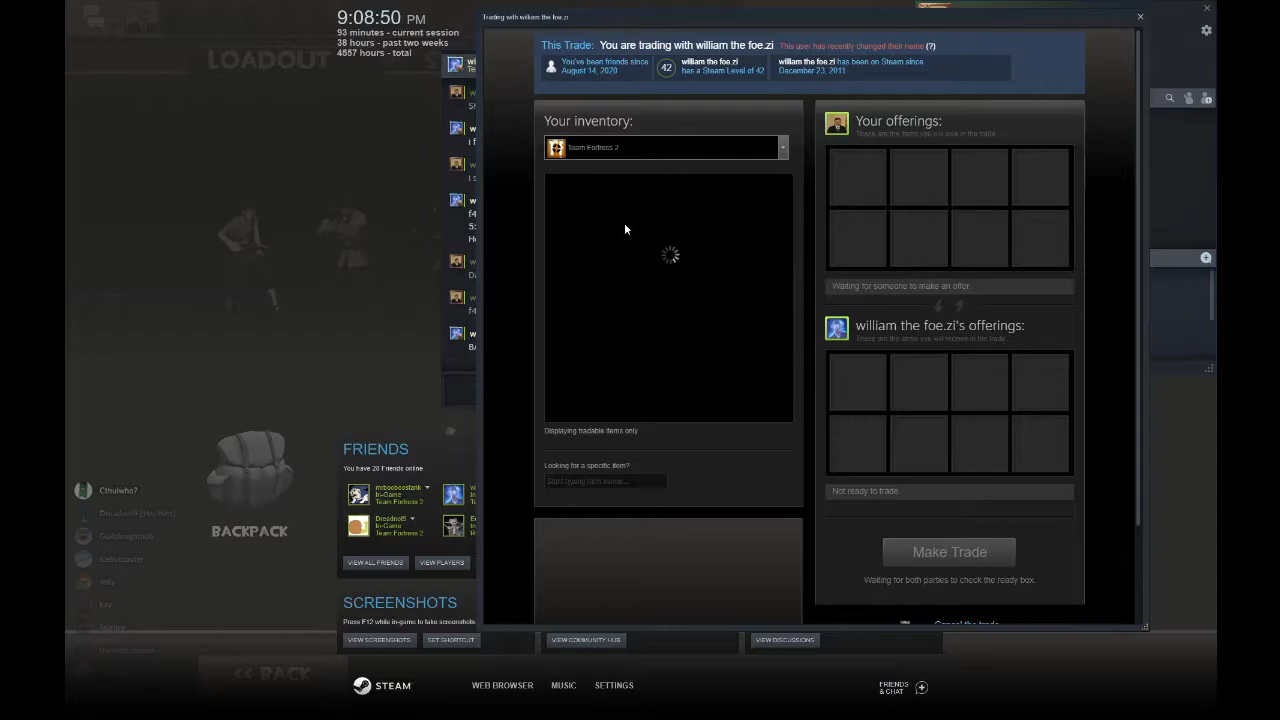 9:08:50 PM
93 minutes - current session
38 hours - past two weeks
4557 hours - total
LOADOUT
Trading with william the foe.zi
This Trade: You are trading with william the foe.zi This user has recently changed their name (?)
You've been friends since
August 14, 2020
42
william the foe.zi
has a Steam Level of 42
william the foe.zi has been on Steam since
December 23, 2011
Your inventory:
Team Fortress 2
Displaying tradable items only
Looking for a specific item?
Start typing item name...
Your offerings:
These are the items you will lose in the trade.
Waiting for someone to make an offer.
william the foe.zi's offerings:
These are the items you will receive in the trade.
Not ready to trade.
Make Trade
Waiting for both parties to check the ready box.
Cancel the trade
FRIENDS
You have 28 Friends online
In-Game
Team Fortress 2
Dreadnot5
In-Game
Team Fortress 2
VIEW ALL FRIENDS
VIEW PLAYERS
SCREENSHOTS
Press F12 while in-game to take screenshots.
VIEW SCREENSHOTS
SET SHORTCUT
VIEW COMMUNITY HUB
VIEW DISCUSSIONS
Cthulwho?
Icebutcooler
Jelly
kay
Stanley
BACKPACK
<< BACK
STEAM
WEB BROWSER
MUSIC
SETTINGS
FRIENDS
& CHAT